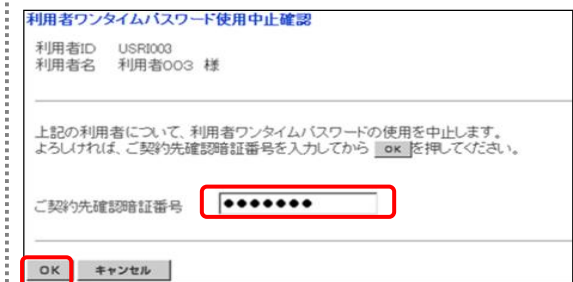 利用者ワンタイムパスワード使用中止確認
利用者ID USRI003
利用者名 利用者003 様
上記の利用者について、利用者ワンタイムパスワードの使用を中止します。
よろしければ、ご契約先確認暗証番号を入力してから OK を押してください。
ご契約先確認暗証番号 ●●●●●●●
OK キャンセル